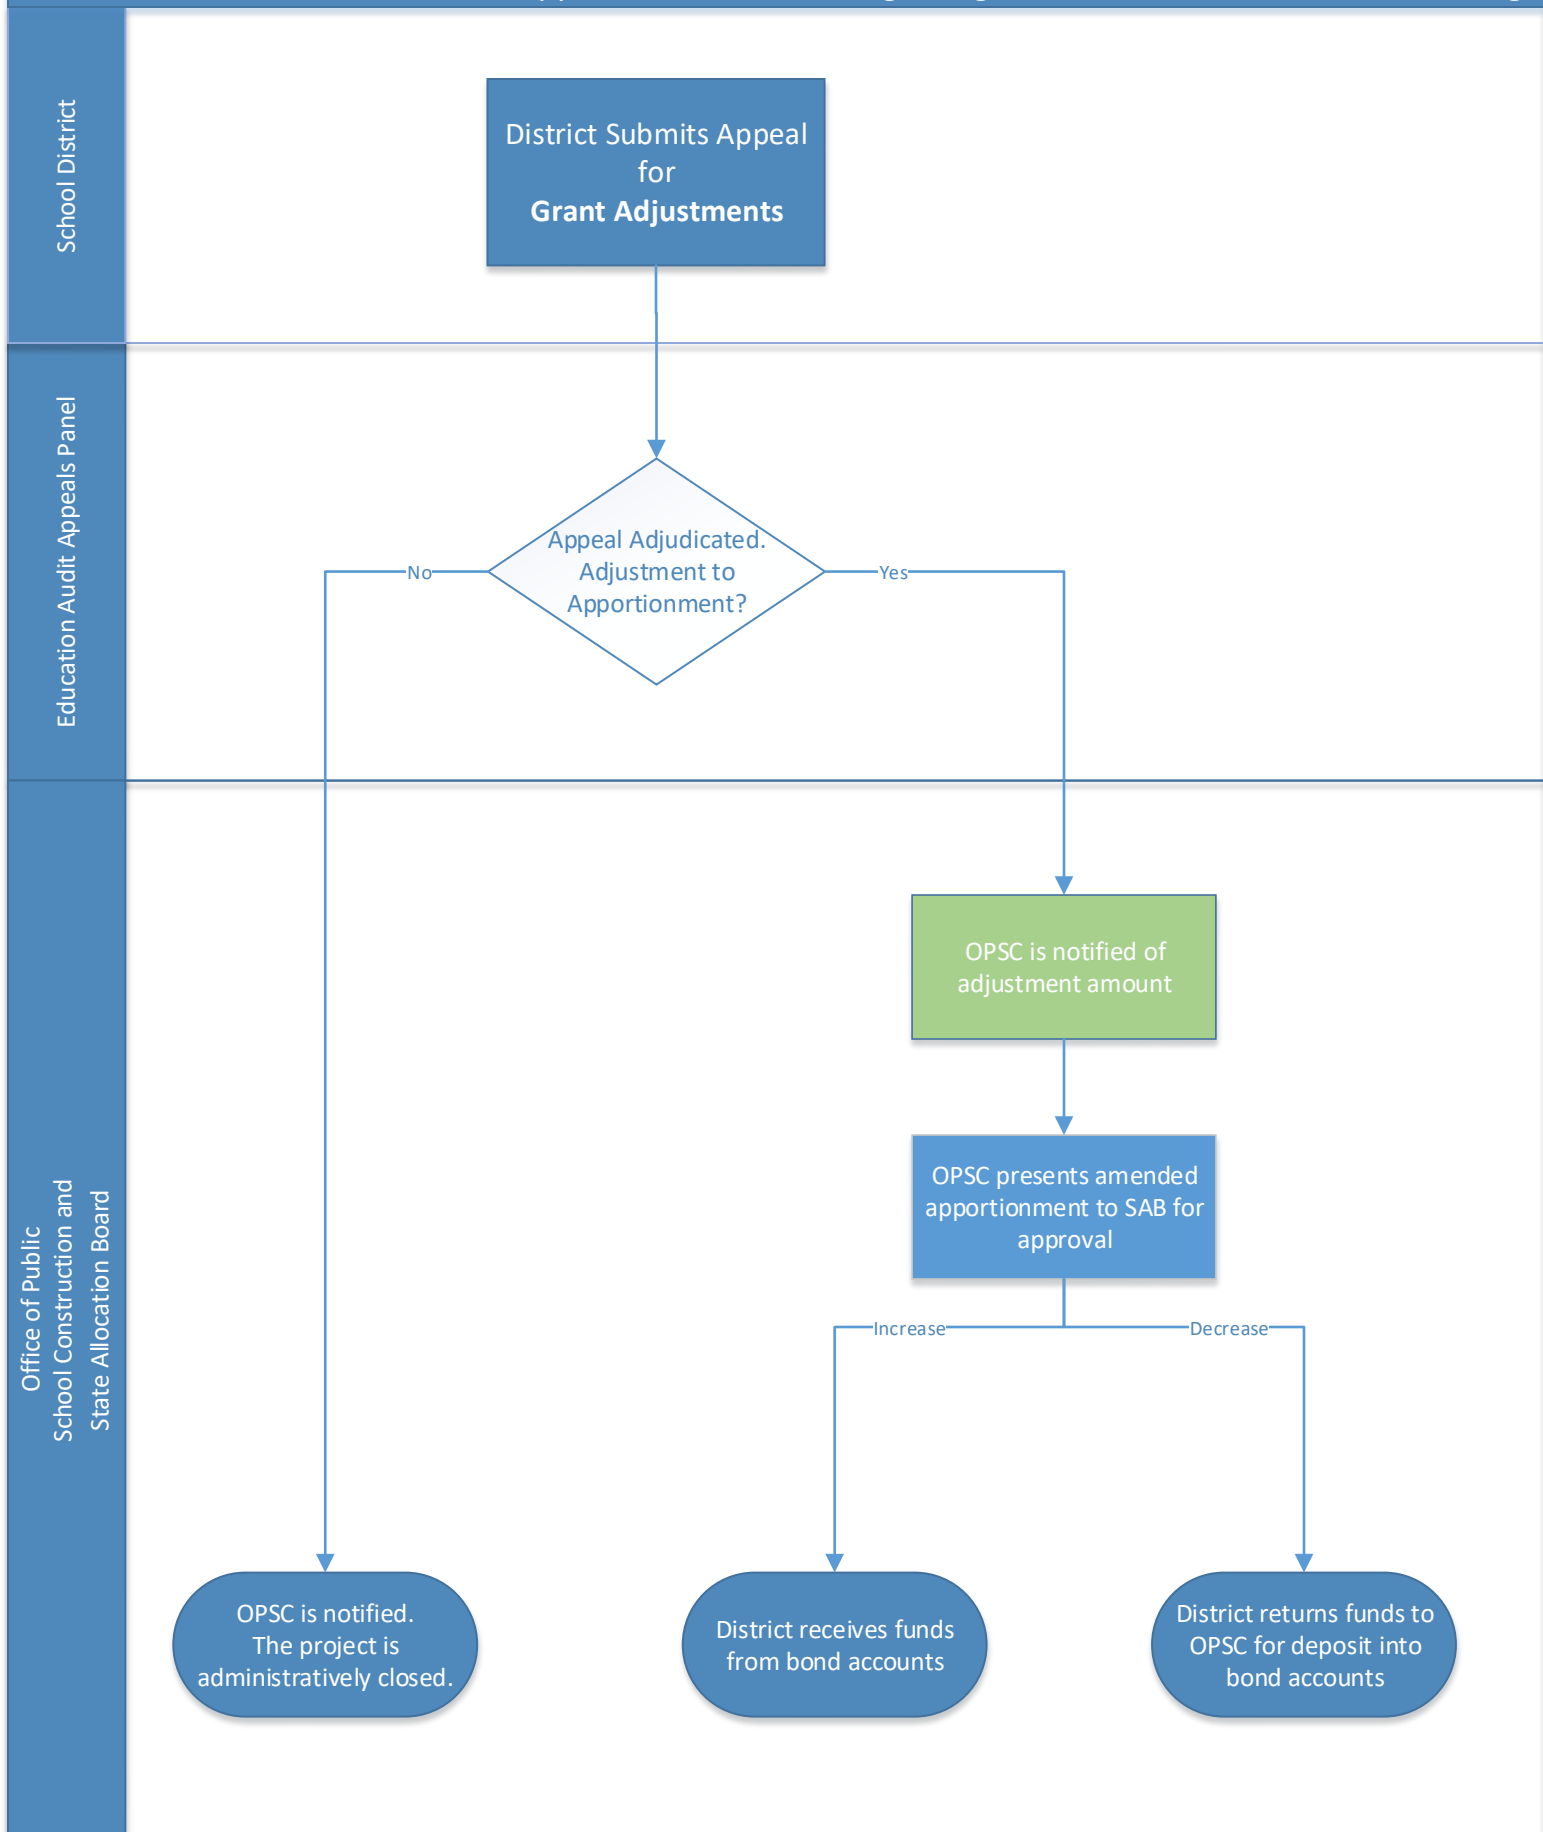 School District
District Submits Appeal
for
Grant Adjustments
Education Audit Appeals Panel
Appeal Adjudicated.
Adjustment to
Apportionment?
No
Yes
Office of Public
School Construction and
State Allocation Board
OPSC is notified of
adjustment amount
OPSC presents amended
apportionment to SAB for
approval
Increase
Decrease
OPSC is notified.
The project is
administratively closed.
District receives funds
from bond accounts
District returns funds to
OPSC for deposit into
bond accounts